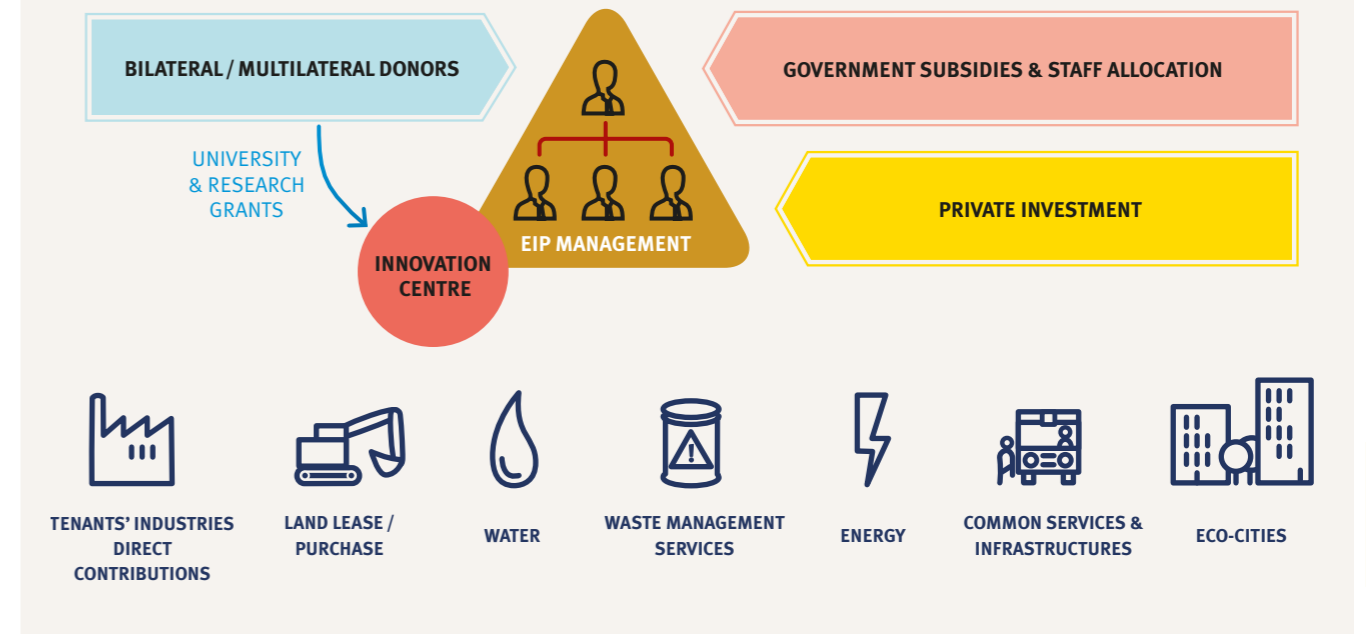 BILATERAL / MULTILATERAL DONORS
GOVERNMENT SUBSIDIES & STAFF ALLOCATION
UNIVERSITY
& RESEARCH
GRANTS
PRIVATE INVESTMENT
EIP MANAGEMENT
INNOVATION
CENTRE
TENANTS’ INDUSTRIES
DIRECT
CONTRIBUTIONS
LAND LEASE /
PURCHASE
WATER
!
WASTE MANAGEMENT
SERVICES
ENERGY
COMMON SERVICES &
INFRASTRUCTURES
ECO-CITIES